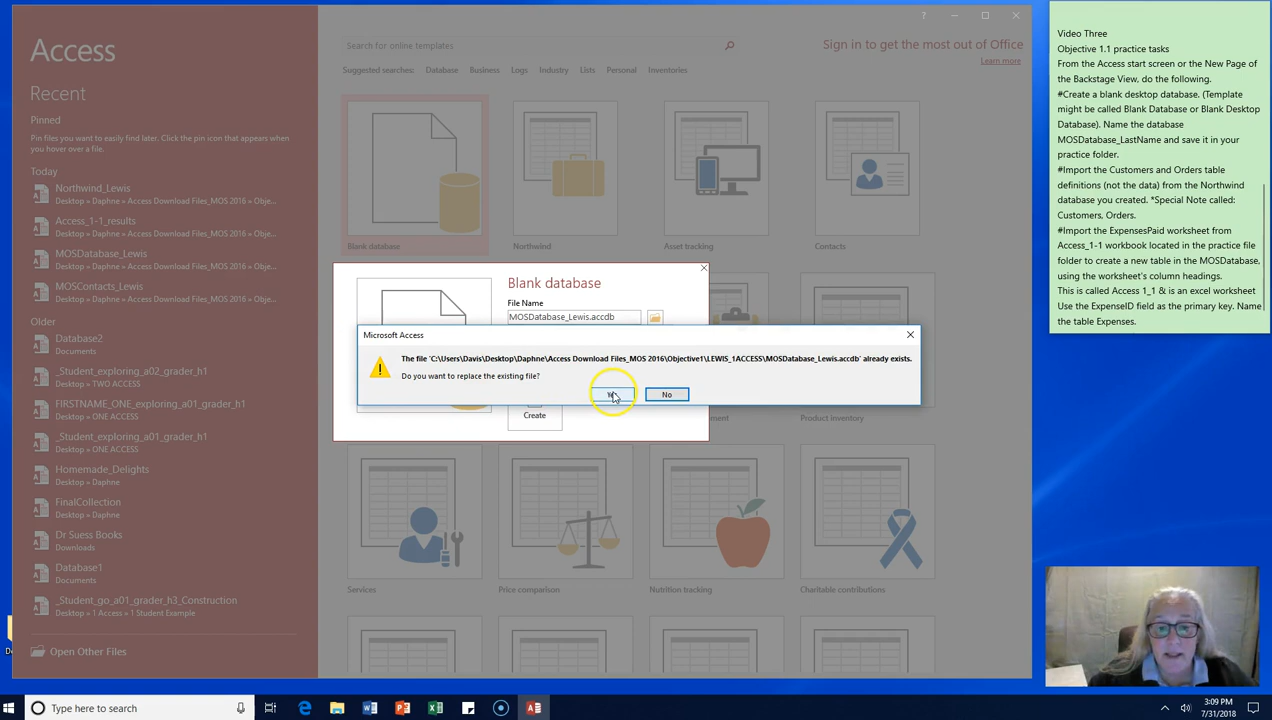 Access
Recent
Pinned
Pin files you want to easily find later. Click the pin icon that appears when
you hover over a file.
Today
Northwind_Lewis
Desktop » Daphne » Access Download Files_MOS 2016 » Obje...
Access_1-1_results
Desktop » Daphne » Access Download Files_MOS 2016 » Obje...
MOSDatabase_Lewis
Desktop » Daphne » Access Download Files_MOS 2016 » Obje...
MOSContacts_Lewis
Desktop » Daphne » Access Download Files_MOS 2016 » Obje...
Older
Database2
Documents
_Student_exploring_a02_grader_h1
Desktop » TWO ACCESS
FIRSTNAME_ONE_exploring_a01_grader_h1
Desktop » ONE ACCESS
_Student_exploring_a01_grader_h1
Desktop » ONE ACCESS
Homemade_Delights
Desktop » Daphne
FinalCollection
Desktop » Daphne
Dr Suess Books
Downloads
Database1
Documents
_Student_go_a01_grader_h3_Construction
Desktop » 1 Access » 1 Student Example
Open Other Files
?
Search for online templates
Sign in to get the most out of Office
Learn more
Suggested searches: Database Business Logs Industry Lists Personal Inventories
Blank database
Northwind
Asset tracking
Contacts
Blank database
File Name
MOSDatabase_Lewis.accdb
Microsoft Access
The file 'C:\Users\Davis\Desktop\Daphne\Access Download Files_MOS 2016\Objective1\LEWIS_1ACCESS\MOSDatabase_Lewis.accdb' already exists.
Do you want to replace the existing file?
No
Create
Product inventory
Services
Price comparison
Nutrition tracking
Charitable contributions
Video Three
Objective 1.1 practice tasks
From the Access start screen or the New Page of
the Backstage View, do the following.
#Create a blank desktop database. (Template
might be called Blank Database or Blank Desktop
Database). Name the database
MOSDatabase_LastName and save it in your
practice folder.
#Import the Customers and Orders table
definitions (not the data) from the Northwind
database you created. *Special Note called:
Customers, Orders.
#Import the ExpensesPaid worksheet from
Access_1-1 workbook located in the practice file
folder to create a new table in the MOSDatabase,
using the worksheet's column headings.
This is called Access 1_1 & is an excel worksheet
Use the ExpenseID field as the primary key. Name
the table Expenses.
Type here to search
3:09 PM
7/31/2018